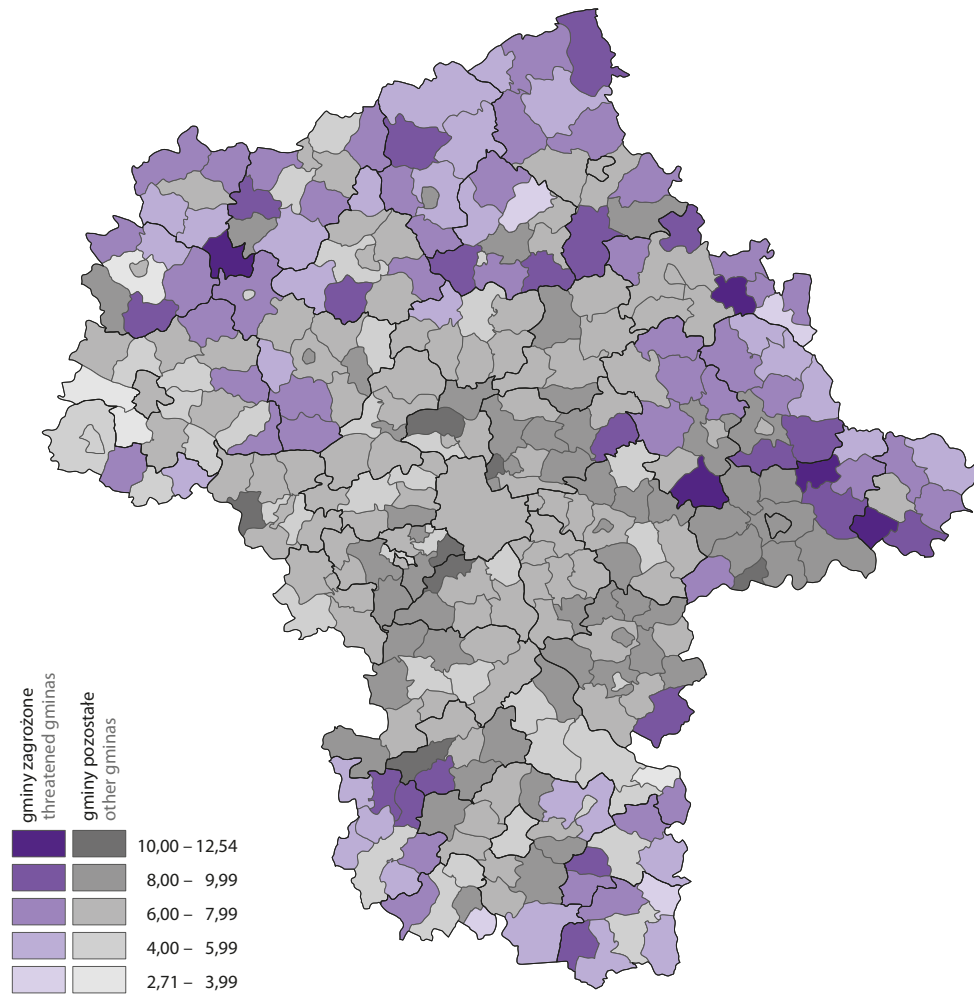 gminy zagrożone
threatened gminas
gminy pozostałe
other gminas
10,00 – 12,54
8,00 – 9,99
6,00 – 7,99
4,00 – 5,99
2,71 – 3,99